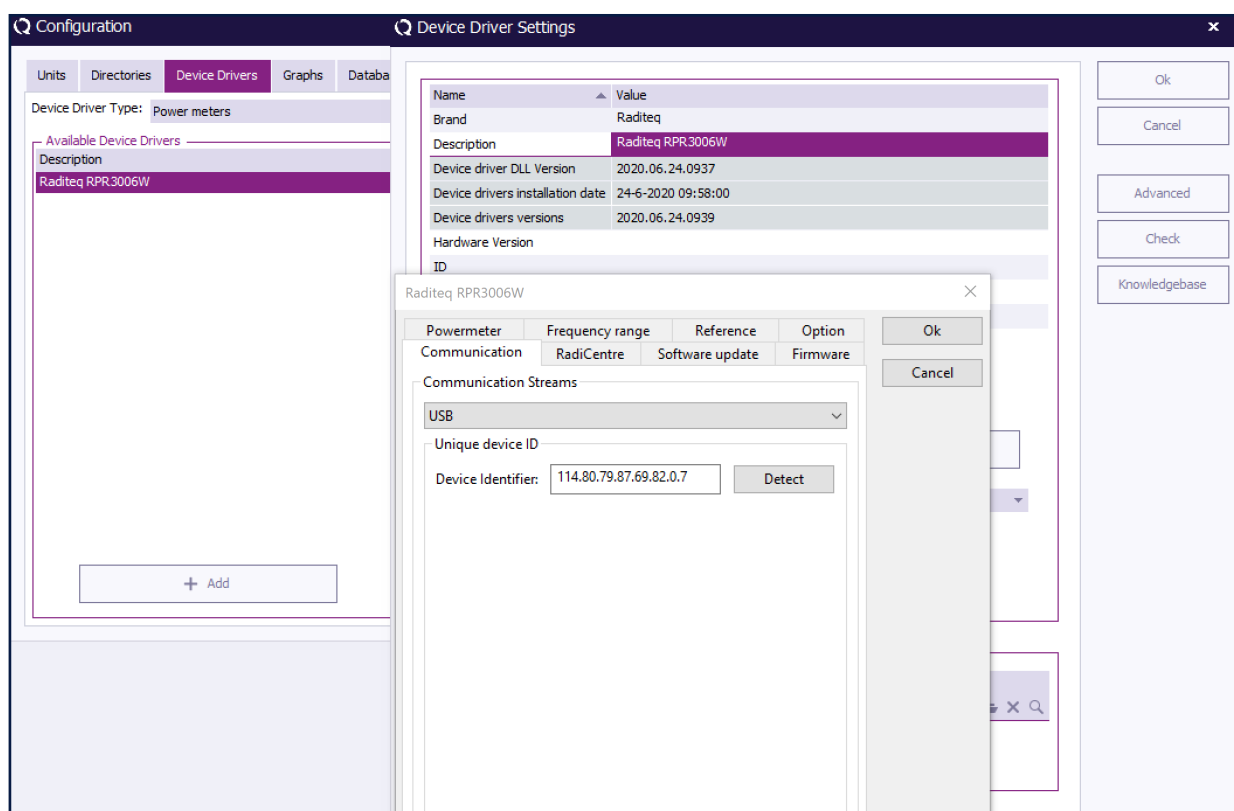 Configuration
Device Driver Settings
Units Directories Device Drivers Graphs Databa
Device Driver Type: Power meters
Available Device Drivers
Description
Raditeq RPR3006W
+ Add
Name Value
Brand Raditeq
Description Raditeq RPR3006W
Device driver DLL Version 2020.06.24.0937
Device drivers installation date 24-6-2020 09:58:00
Device drivers versions 2020.06.24.0939
Hardware Version
ID
Ok
Cancel
Advanced
Check
Knowledgebase
Raditeq RPR3006W
Powermeter Frequency range Reference Option
Communication RadiCentre Software update Firmware
Communication Streams
USB
Unique device ID
Device Identifier: 114.80.79.87.69.82.0.7 Detect
Ok
Cancel